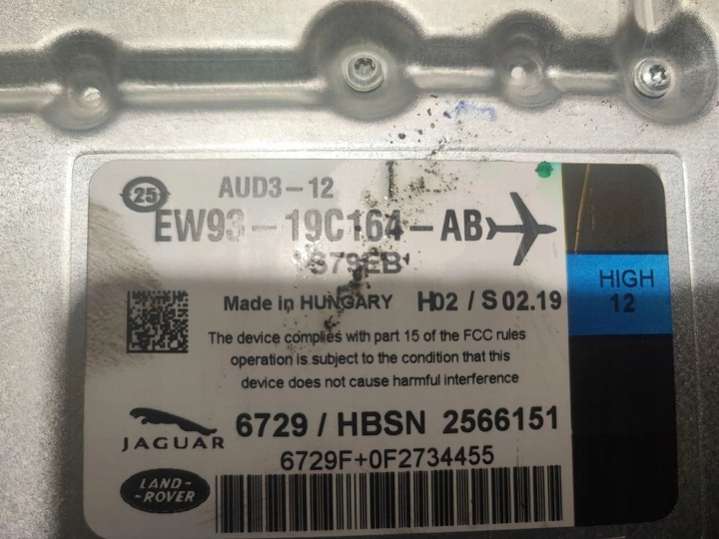 25
AUD3-12
EW93-19C164-AB
S79EB
Made in HUNGARY H02 / S 02.19
HIGH
12
The device complies with part 15 of the FCC rules
operation is subject to the condition that this
device does not cause harmful interference
JAGUAR
6729 / HBSN 2566151
6729F+0F2734455
LAND-
-ROVER